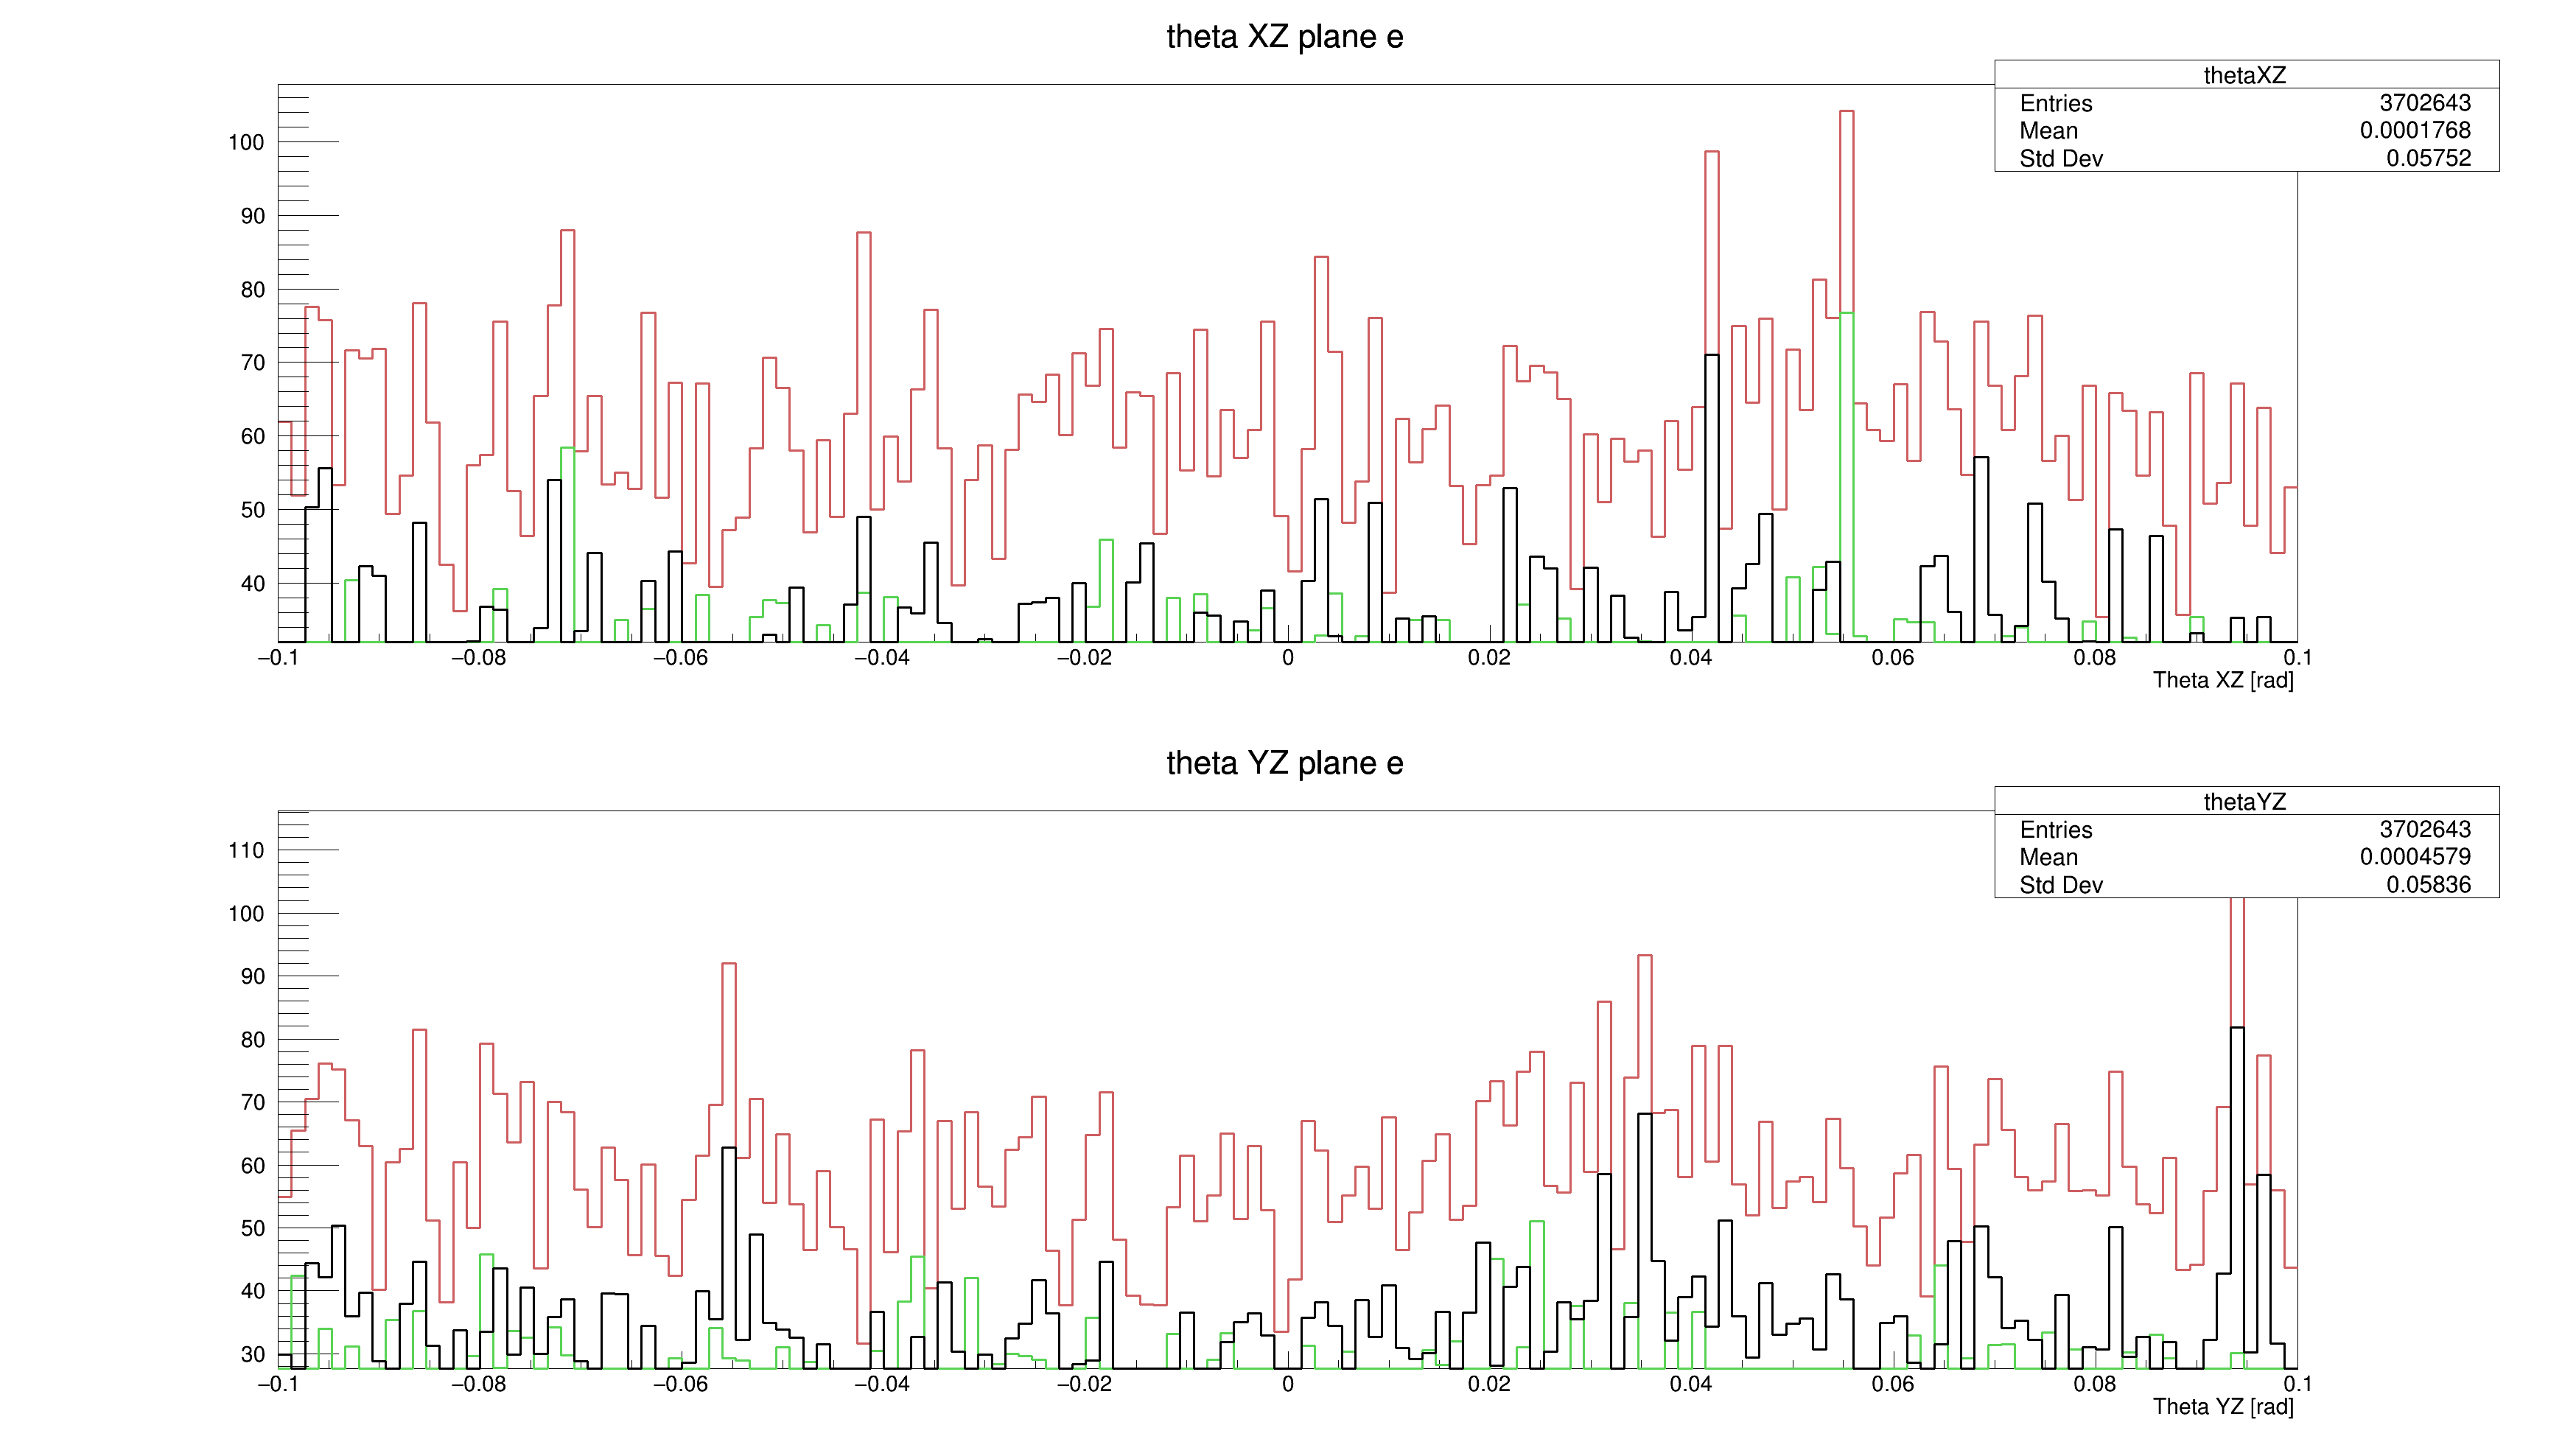 theta XZ plane e
thetaXZ
Entries 3702643
Mean 0.0001768
Std Dev 0.05752
100
90
80
70
60
50
40
−0.1 −0.08 −0.06 −0.04 −0.02 0 0.02 0.04 0.06 0.08 0.1
Theta XZ [rad]
theta YZ plane e
thetaYZ
Entries 3702643
Mean 0.0004579
Std Dev 0.05836
110
100
90
80
70
60
50
40
30
−0.1 −0.08 −0.06 −0.04 −0.02 0 0.02 0.04 0.06 0.08 0.1
Theta YZ [rad]